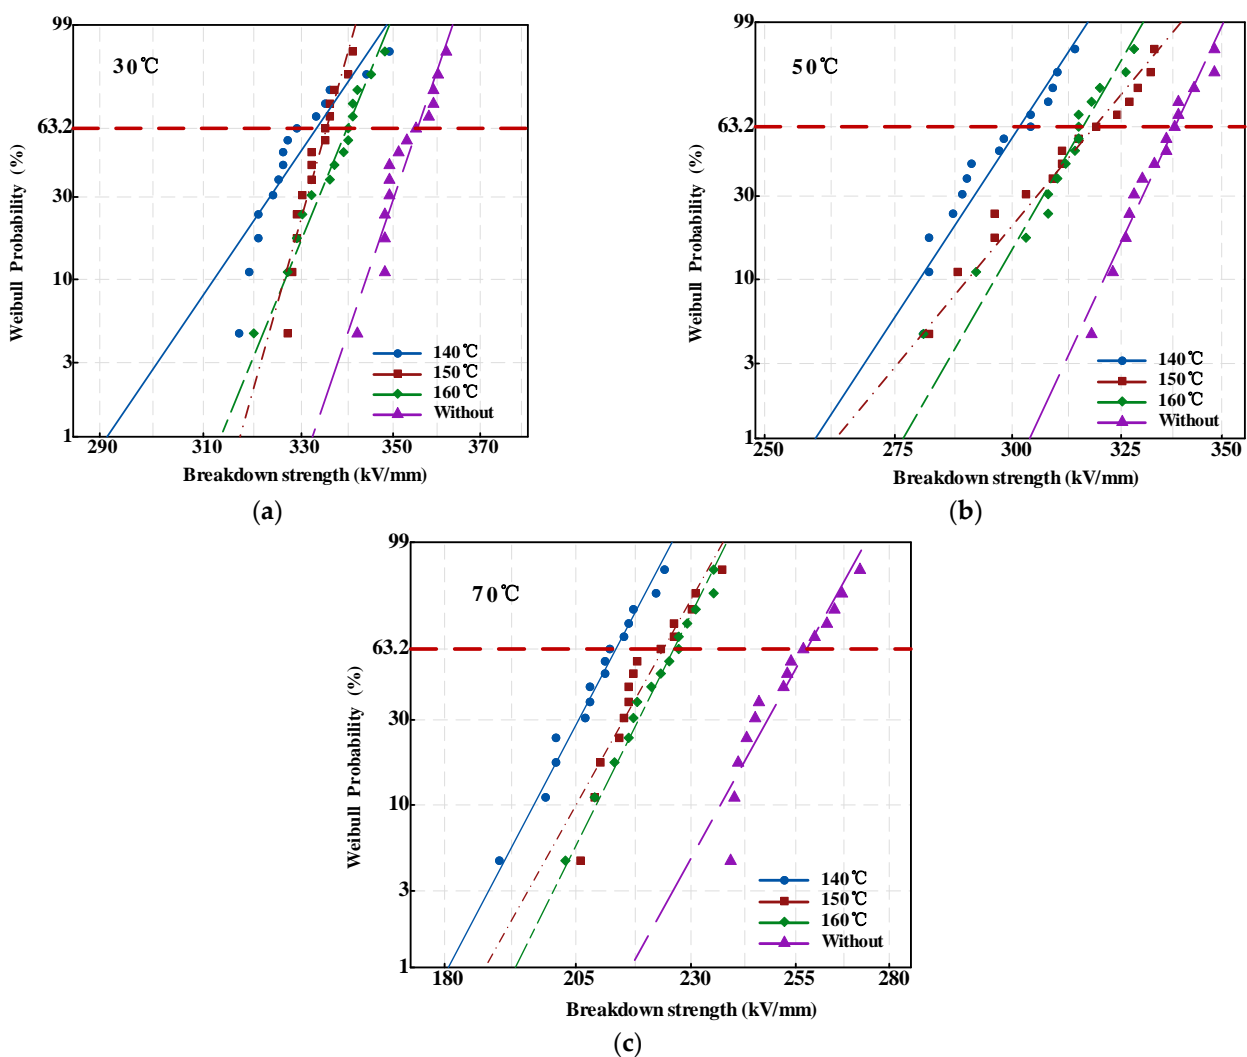 99
30℃
63.2
30
10
3
1
Weibull Probability (%)
140℃
150℃
160℃
Without
290 310 330 350 370
Breakdown strength (kV/mm)
(a)
99
50℃
63.2
30
10
3
1
Weibull Probability (%)
140℃
150℃
160℃
Without
250 275 300 325 350
Breakdown strength (kV/mm)
(b)
99
70℃
63.2
30
10
3
1
Weibull Probability (%)
140℃
150℃
160℃
Without
180 205 230 255 280
Breakdown strength (kV/mm)
(c)